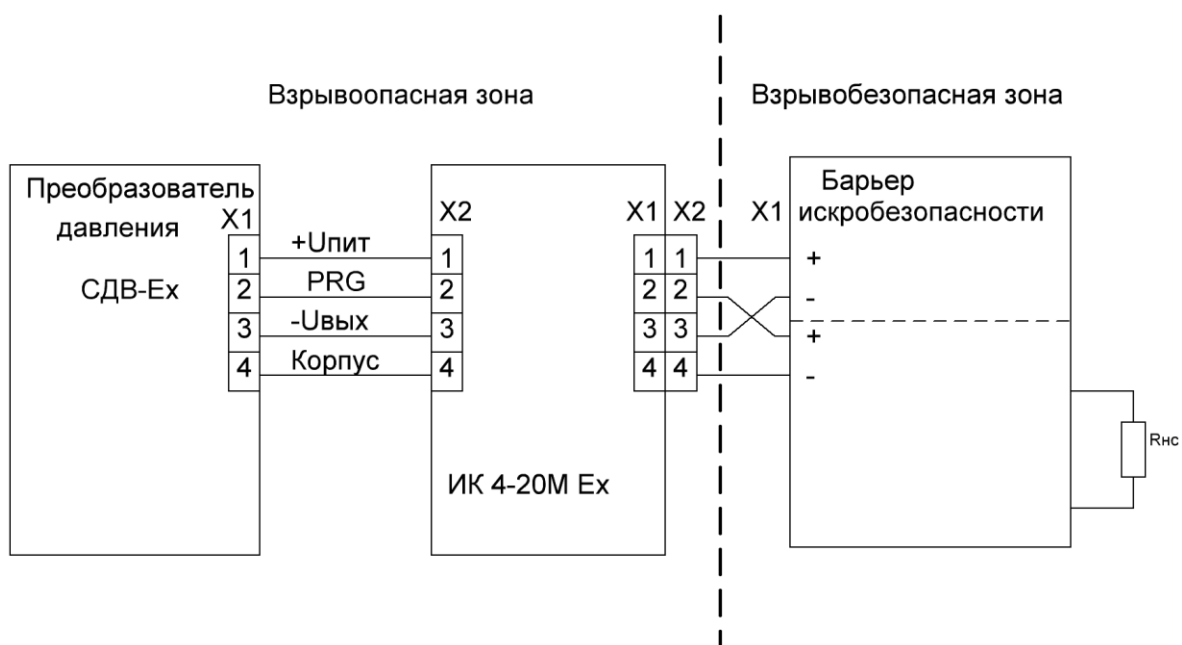 Взрывоопасная зона
Взрывобезопасная зона
Преобразователь
давления
СДВ-Ех
X1
1
2
3
4
+Uпит
PRG
-Uвых
Корпус
X2
1
2
3
4
ИК 4-20М Ех
X1
1
2
3
4
X2
1
2
3
4
X1
Барьер
искробезопасности
+
-
+
-
Rнс